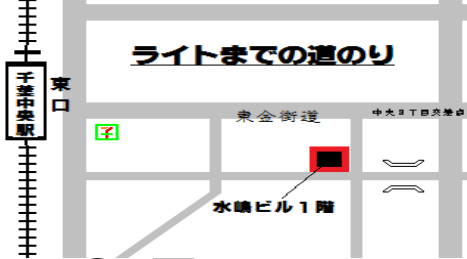 ライトまでの道のり
千葉中央駅
東口
東金街道
中央3丁目交差点
水嶋ビル1階